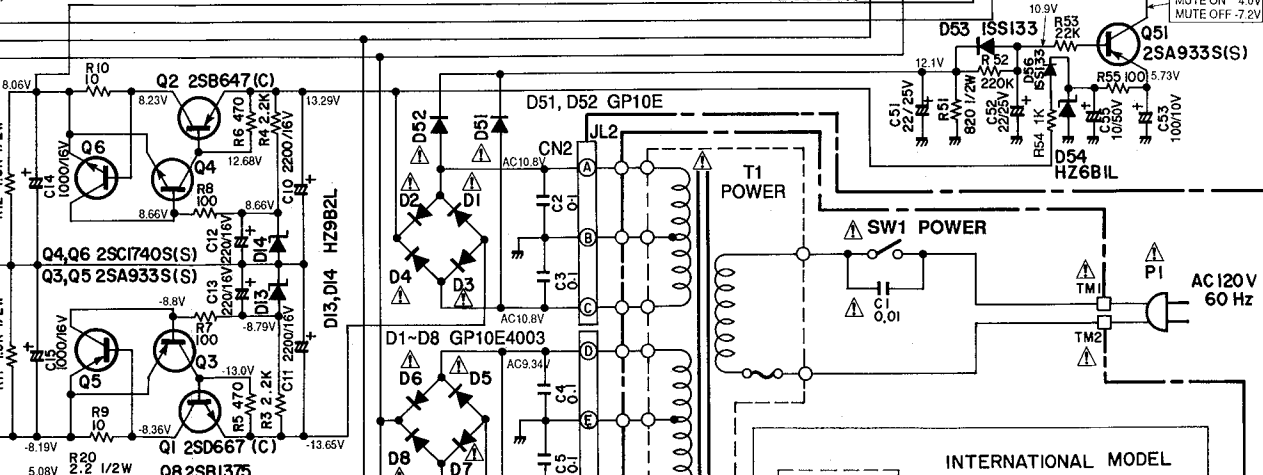 MUTE ON 4.0V
MUTE OFF -7.2V
10.9V
D53 1SS133
R53
22K
Q51
2SA933S(S)
R10
10
Q2 2SB647(C)
8.06V
8.23V
13.29V
12.1V
R52
220K
D56
1SS133
R55 100
5.73V
D51, D52 GP10E
C51
22/25V
R51
820 1/2W
C52
22/25V
R54 1K
C55
10/50V
C53
100/10V
D54
HZ6B1L
R6 470
R4 2.2K
2200/16V
C10
D52
D51
JL2
CN2
Q6
C14
1000/16V
Q4
12.68V
AC10.8V
A
T1
POWER
R8
100
8.66V
8.66V
D2
D1
C2
0.1
C12
220/16V
D14
D13, D14 HZ9B2L
B
SW1 POWER
Q4,Q6 2SC1740S(S)
Q3,Q5 2SA933S(S)
D4
D3
C3
0.1
P1
AC120V
60 Hz
TM1
C13
220/16V
D13
C1
0,01
-8.8V
R7
100
-8.79V
C
AC10.8V
C15
1000/16V
2200/16V
C11
D1~D8 GP10E4003
TM2
Q5
Q3
-13.0V
D
AC9.34V
D6
D5
C4
0.1
R9
10
R5 470
R3 2.2K
E
-8.19V
-8.36V
Q1 2SD667(C)
-13.65V
D8
D7
C5
0.1
INTERNATIONAL MODEL
5.08V
R20
2.2 1/2W
Q8 2SB1375